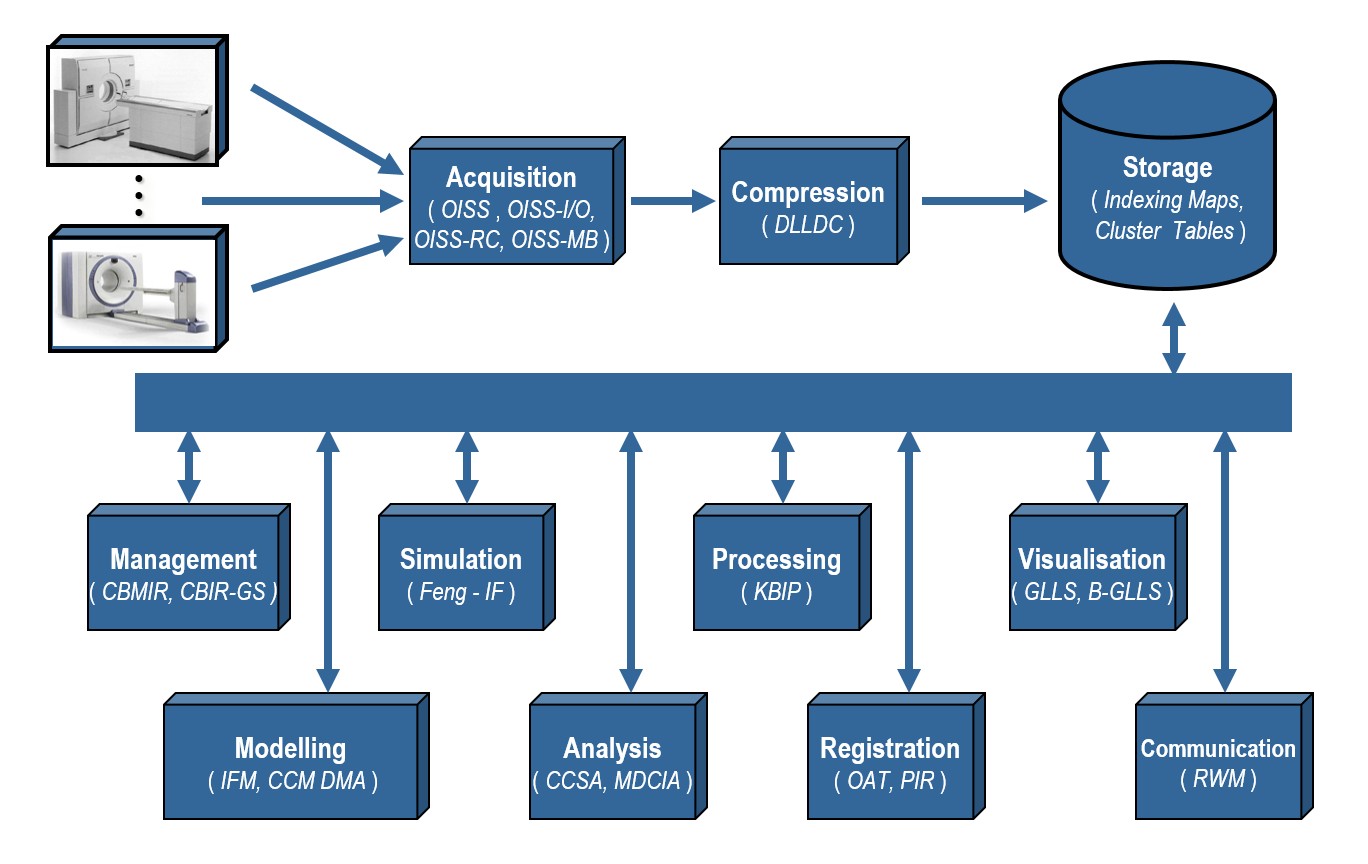 Acquisition
( OISS , OISS-I/O,
OISS-RC, OISS-MB )
Compression
( DLLDC )
Storage
( Indexing Maps,
Cluster Tables )
Management
( CBMIR, CBIR-GS )
Simulation
( Feng - IF )
Processing
( KBIP )
Visualisation
( GLLS, B-GLLS )
Modelling
( IFM, CCM DMA )
Analysis
( CCSA, MDCIA )
Registration
( OAT, PIR )
Communication
( RWM )